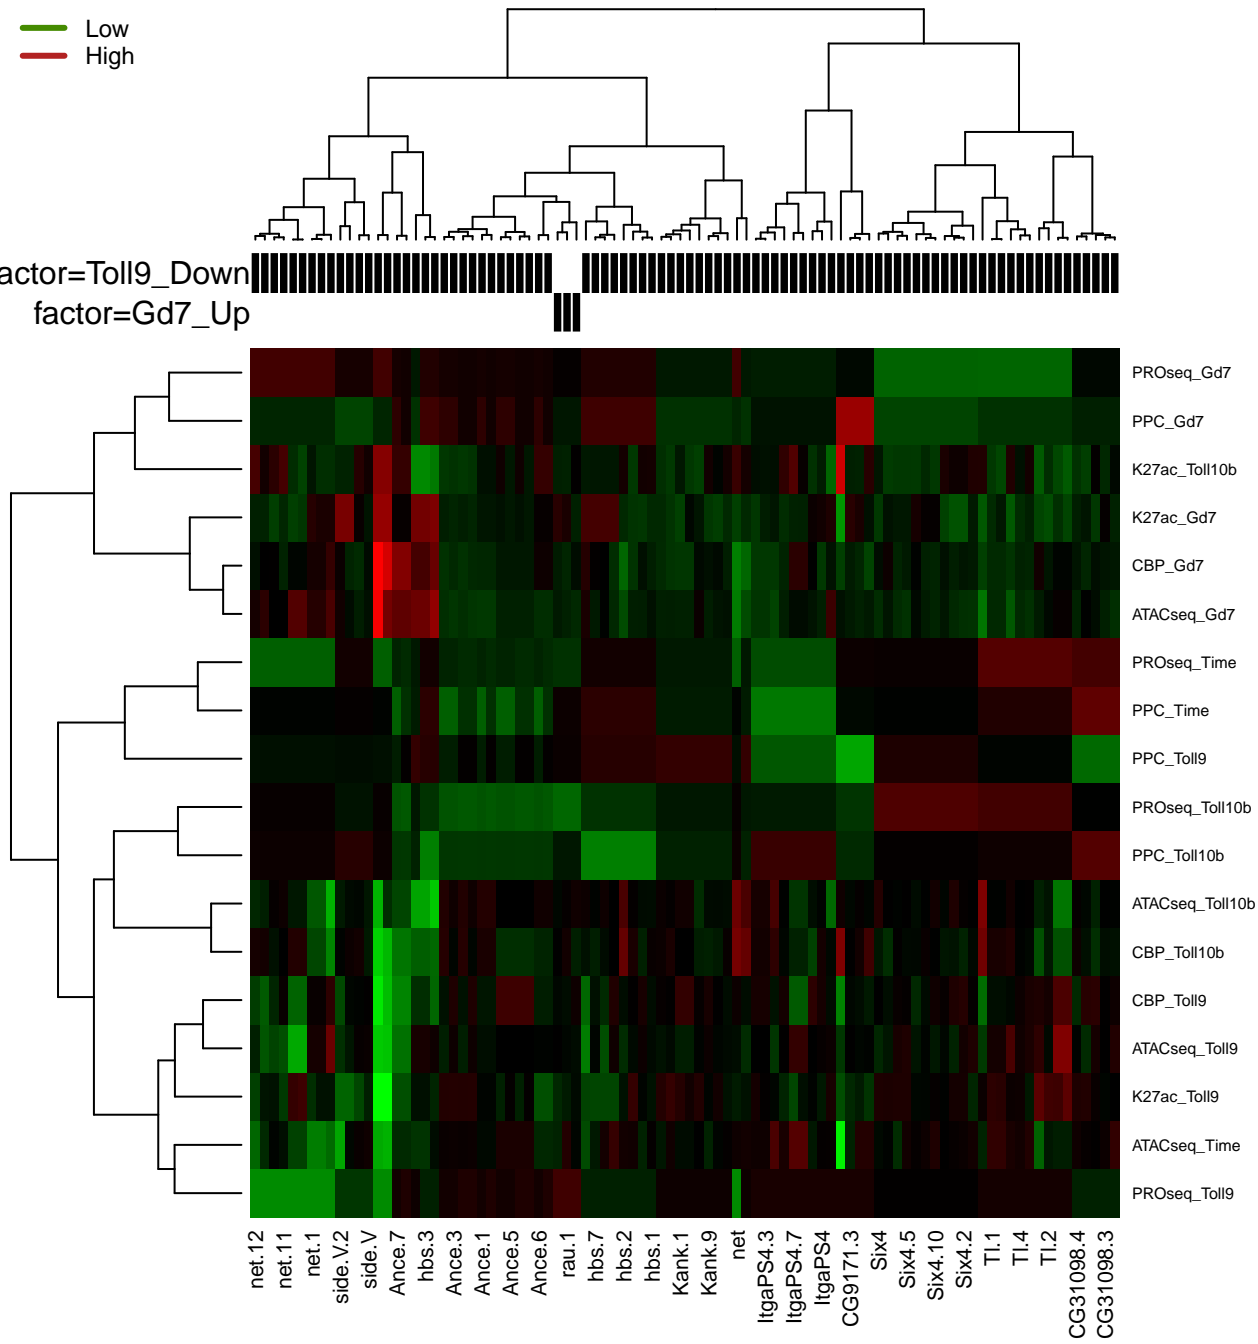 Low
High
actor=Toll9_Down
factor=Gd7_Up
PROseq_Gd7
PPC_Gd7
K27ac_Toll10b
K27ac_Gd7
CBP_Gd7
ATACseq_Gd7
PROseq_Time
PPC_Time
PPC_Toll9
PROseq_Toll10b
PPC_Toll10b
ATACseq_Toll10b
CBP_Toll10b
CBP_Toll9
ATACseq_Toll9
K27ac_Toll9
ATACseq_Time
PROseq_Toll9
net.12
net.11
net.1
side.V.2
side.V
Ance.7
hbs.3
Ance.3
Ance.1
Ance.5
Ance.6
rau.1
hbs.7
hbs.2
hbs.1
Kank.1
Kank.9
net
ItgaPS4.3
ItgaPS4.7
ItgaPS4
CG9171.3
Six4
Six4.5
Six4.10
Six4.2
Tl.1
Tl.4
Tl.2
CG31098.4
CG31098.3